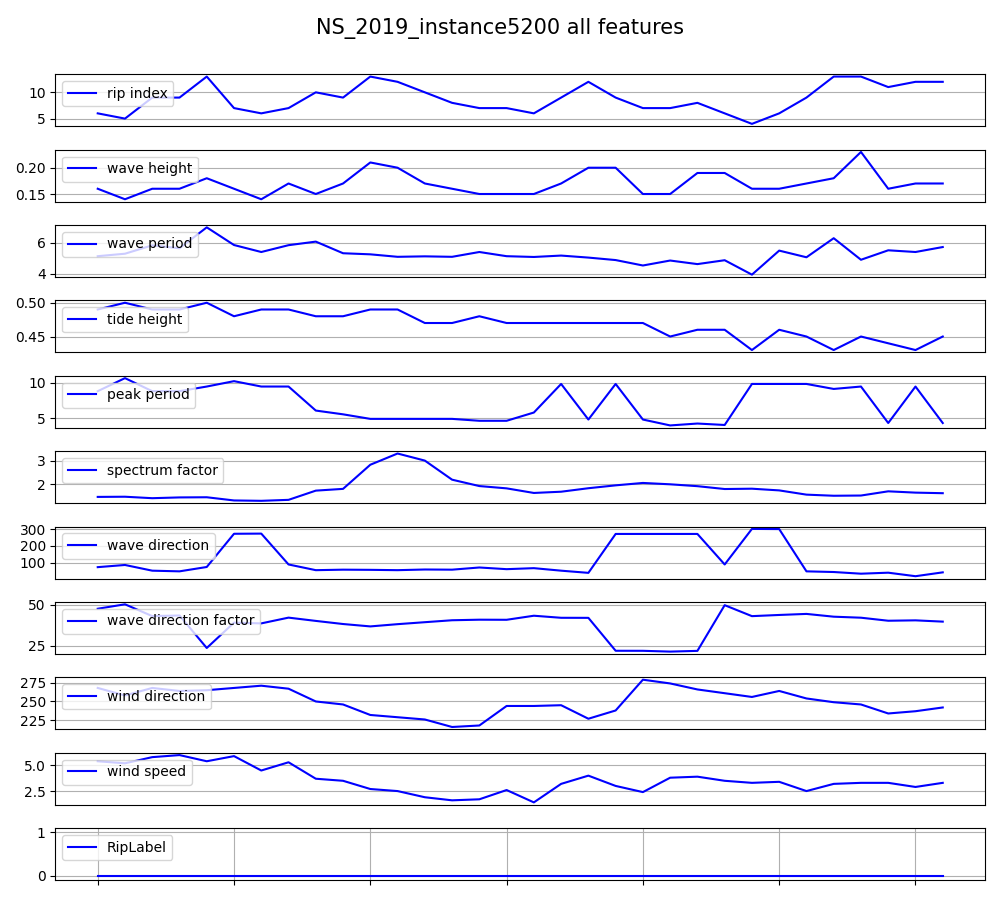 NS_2019_instance5200 all features
10
5
rip index
0.20
0.15
wave height
6
4
wave period
0.50
0.45
tide height
10
5
peak period
3
2
spectrum factor
300
200
100
wave direction
50
25
wave direction factor
275
250
225
wind direction
5.0
2.5
wind speed
1
0
RipLabel